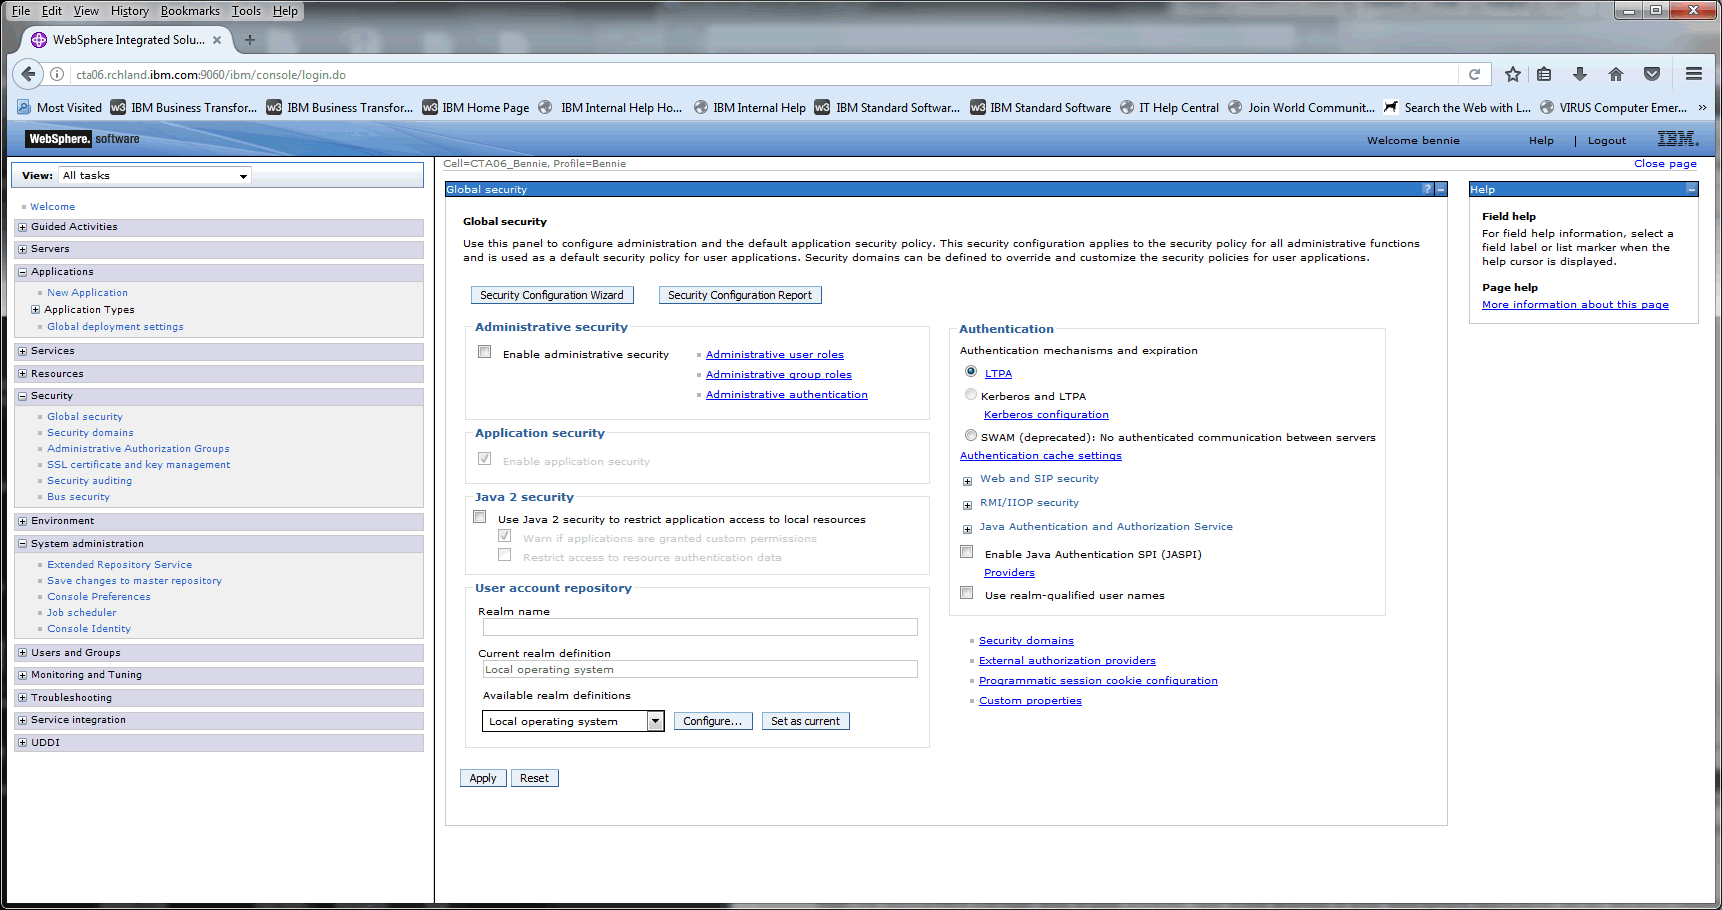 File Edit View History Bookmarks Tools Help
WebSphere Integrated Solu...
cta06.rchland.ibm.com:9060/ibm/console/login.do
Most Visited w3 IBM Business Transfor... w3 IBM Business Transfor... w3 IBM Home Page IBM Internal Help Ho... IBM Internal Help w3 IBM Standard Softwar... w3 IBM Standard Software IT Help Central Join World Communit... Search the Web with L... VIRUS Computer Emer... »
WebSphere. software Welcome bennie Help | Logout IBM.
Cell=CTA06_Bennie, Profile=Bennie Close page
View: All tasks
Welcome
Guided Activities
Servers
Applications
New Application
Application Types
Global deployment settings
Services
Resources
Security
Global security
Security domains
Administrative Authorization Groups
SSL certificate and key management
Security auditing
Bus security
Environment
System administration
Extended Repository Service
Save changes to master repository
Console Preferences
Job scheduler
Console Identity
Users and Groups
Monitoring and Tuning
Troubleshooting
Service integration
UDDI
Global security ? –
Global security
Use this panel to configure administration and the default application security policy. This security configuration applies to the security policy for all administrative functions
and is used as a default security policy for user applications. Security domains can be defined to override and customize the security policies for user applications.
Security Configuration Wizard Security Configuration Report
Administrative security
Enable administrative security
Administrative user roles
Administrative group roles
Administrative authentication
Application security
Enable application security
Java 2 security
Use Java 2 security to restrict application access to local resources
Warn if applications are granted custom permissions
Restrict access to resource authentication data
User account repository
Realm name
Current realm definition
Local operating system
Available realm definitions
Local operating system Configure... Set as current
Apply Reset
Authentication
Authentication mechanisms and expiration
LTPA
Kerberos and LTPA
Kerberos configuration
SWAM (deprecated): No authenticated communication between servers
Authentication cache settings
Web and SIP security
RMI/IIOP security
Java Authentication and Authorization Service
Enable Java Authentication SPI (JASPI)
Providers
Use realm-qualified user names
Security domains
External authorization providers
Programmatic session cookie configuration
Custom properties
Help –
Field help
For field help information, select a
field label or list marker when the
help cursor is displayed.
Page help
More information about this page